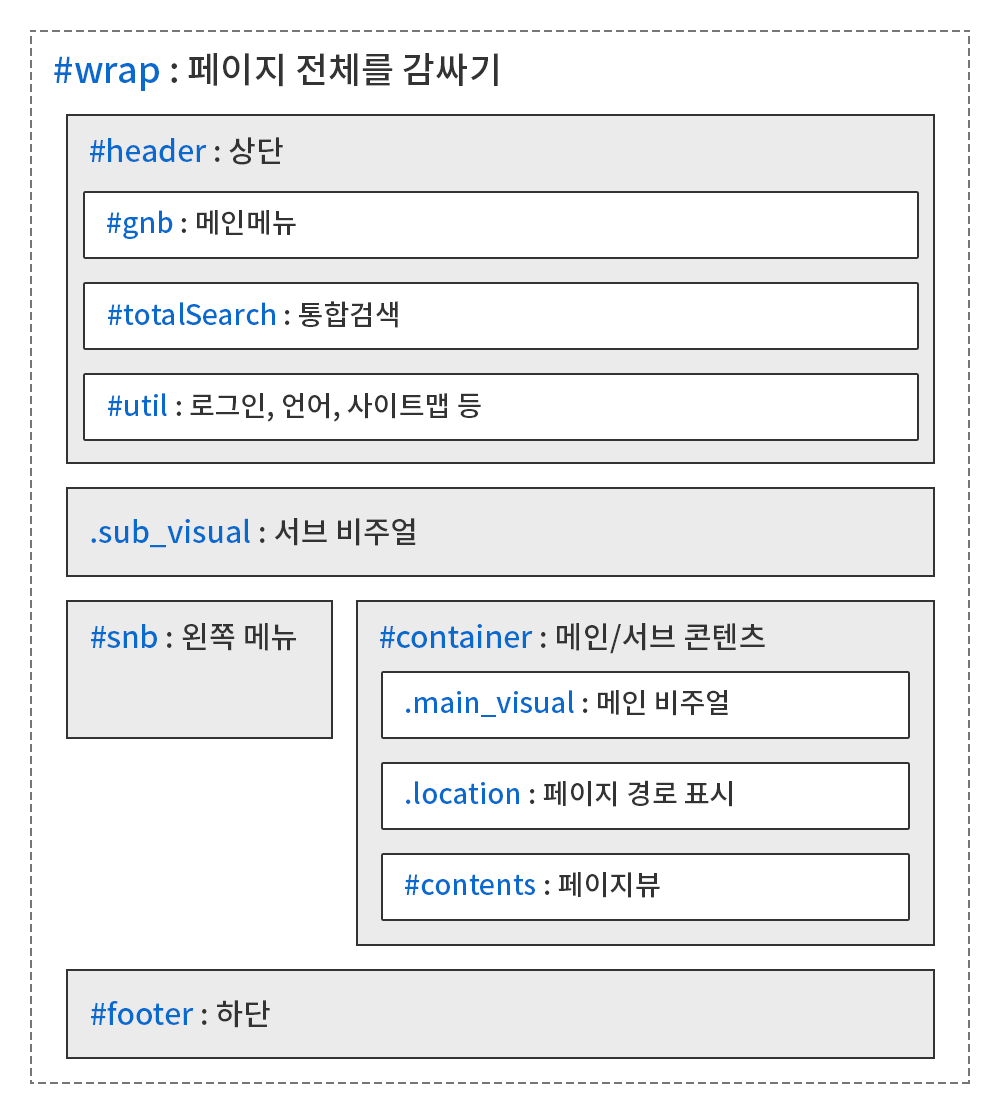 #wrap : 페이지 전체를 감싸기
#header : 상단
#gnb : 메인메뉴
#totalSearch : 통합검색
#util : 로그인, 언어, 사이트맵 등
.sub_visual : 서브 비주얼
#snb : 왼쪽 메뉴
#container : 메인/서브 콘텐츠
.main_visual : 메인 비주얼
.location : 페이지 경로 표시
#contents : 페이지뷰
#footer : 하단